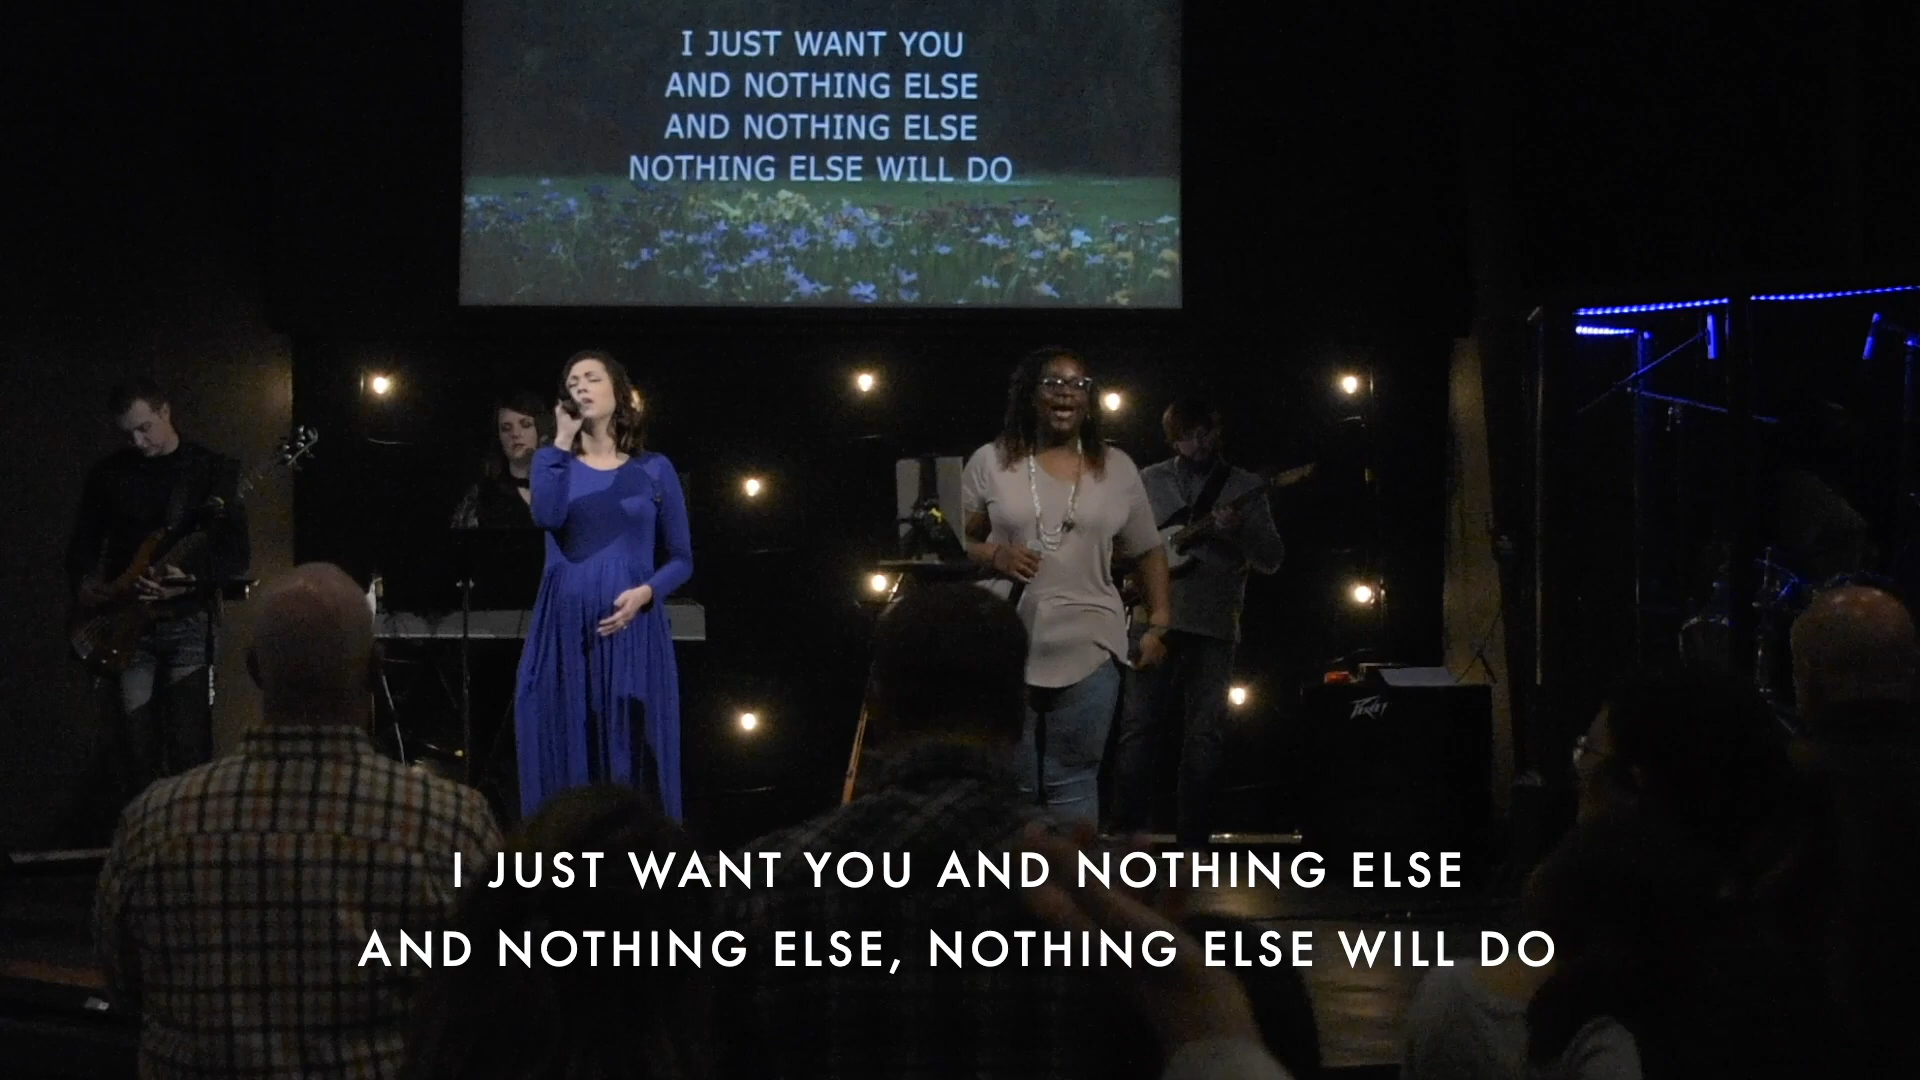 I JUST WANT YOU
AND NOTHING ELSE
AND NOTHING ELSE
NOTHING ELSE WILL DO
PEAVEY
I JUST WANT YOU AND NOTHING ELSE
AND NOTHING ELSE, NOTHING ELSE WILL DO